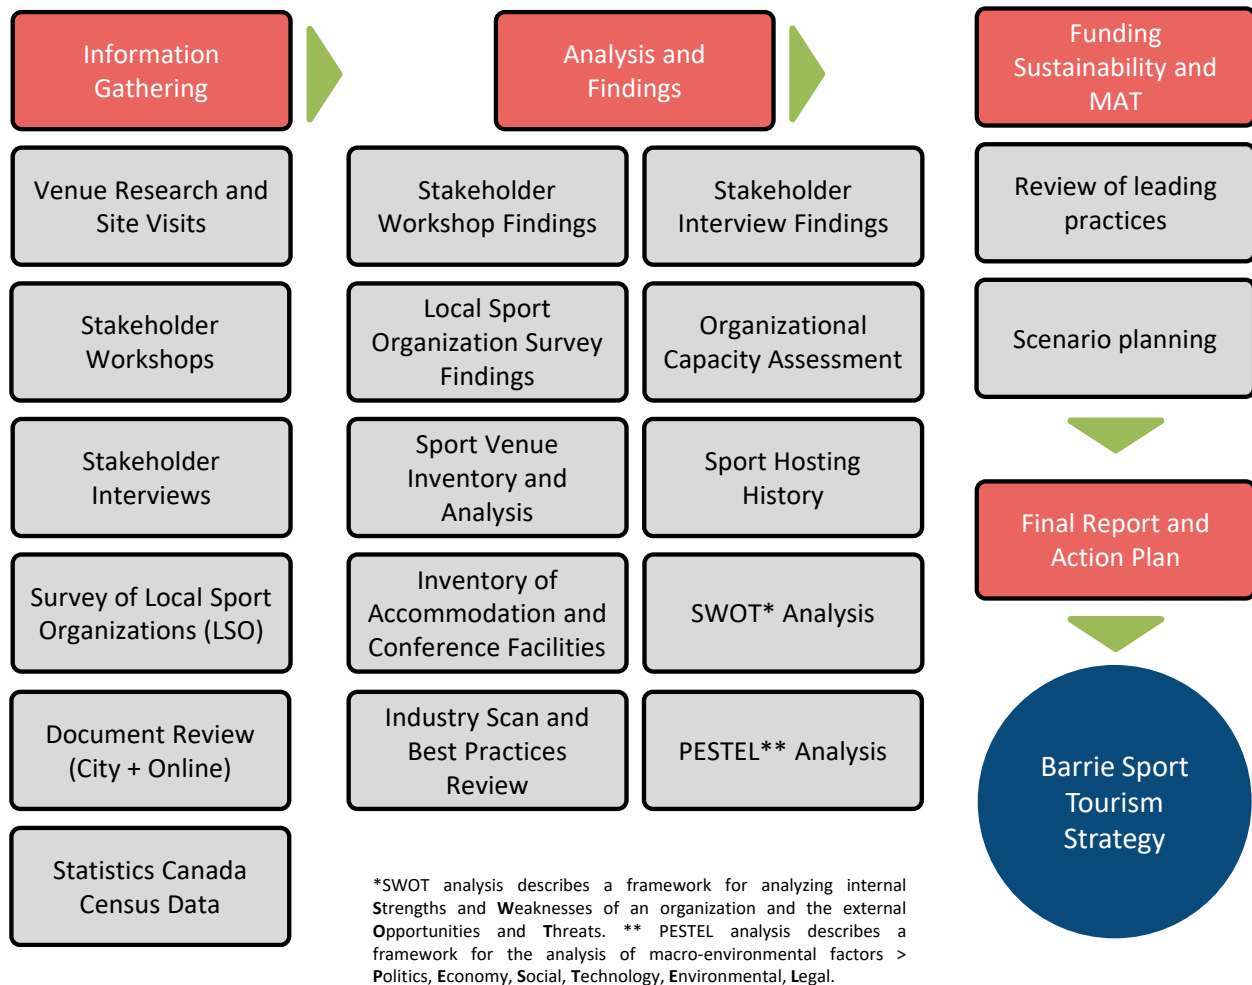 Information
Gathering
Venue Research and
Site Visits
Stakeholder
Workshops
Stakeholder
Interviews
Survey of Local Sport
Organizations (LSO)
Document Review
(City + Online)
Statistics Canada
Census Data
Analysis and
Findings
Stakeholder
Workshop Findings
Stakeholder
Interview Findings
Local Sport
Organization Survey
Findings
Organizational
Capacity Assessment
Sport Venue
Inventory and
Analysis
Sport Hosting
History
Inventory of
Accommodation and
Conference Facilities
SWOT* Analysis
Industry Scan and
Best Practices
Review
PESTEL** Analysis
*SWOT analysis describes a framework for analyzing internal
Strengths and Weaknesses of an organization and the external
Opportunities and Threats. ** PESTEL analysis describes a
framework for the analysis of macro-environmental factors >
Politics, Economy, Social, Technology, Environmental, Legal.
Funding
Sustainability and
MAT
Review of leading
practices
Scenario planning
Final Report and
Action Plan
Barrie Sport
Tourism
Strategy